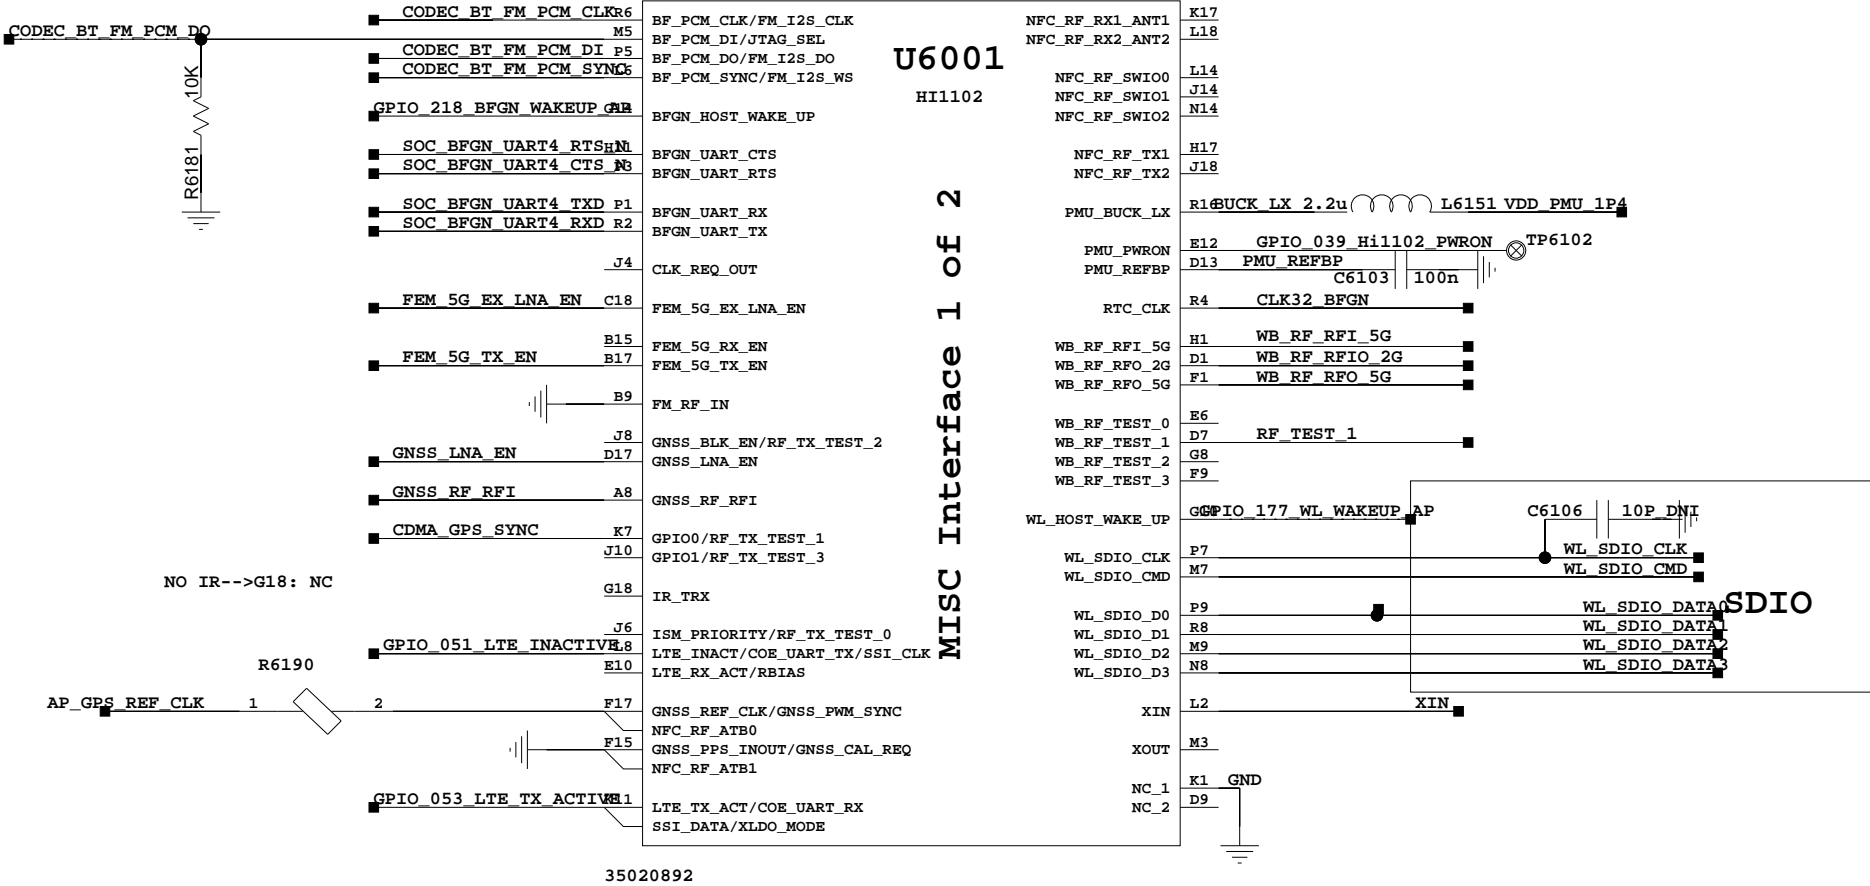 CODEC_BT_FM_PCM_CLK R6 BF_PCM_CLK/FM_I2S_CLK
CODEC_BT_FM_PCM_DO M5 BF_PCM_DI/JTAG_SEL
CODEC_BT_FM_PCM_DI P5 BF_PCM_DO/FM_I2S_DO
CODEC_BT_FM_PCM_SYNC L6 BF_PCM_SYNC/FM_I2S_WS
R6181 10K
GPIO_218_BFGN_WAKEUP_AP BFGN_HOST_WAKE_UP
SOC_BFGN_UART4_RTS_N H11 BFGN_UART_CTS
SOC_BFGN_UART4_CTS_N BFGN_UART_RTS
SOC_BFGN_UART4_TXD P1 BFGN_UART_RX
SOC_BFGN_UART4_RXD R2 BFGN_UART_TX
J4 CLK_REQ_OUT
FEM_5G_EX_LNA_EN C18 FEM_5G_EX_LNA_EN
B15 FEM_5G_RX_EN
FEM_5G_TX_EN B17 FEM_5G_TX_EN
B9 FM_RF_IN
J8 GNSS_BLK_EN/RF_TX_TEST_2
GNSS_LNA_EN D17 GNSS_LNA_EN
GNSS_RF_RFI A8 GNSS_RF_RFI
CDMA_GPS_SYNC K7 GPIO0/RF_TX_TEST_1
J10 GPIO1/RF_TX_TEST_3
NO IR-->G18: NC
G18 IR_TRX
J6 ISM_PRIORITY/RF_TX_TEST_0
GPIO_051_LTE_INACTIVE L8 LTE_INACT/COE_UART_TX/SSI_CLK
E10 LTE_RX_ACT/RBIAS
R6190
AP_GPS_REF_CLK 1 2 F17 GNSS_REF_CLK/GNSS_PWM_SYNC
NFC_RF_ATB0
F15 GNSS_PPS_INOUT/GNSS_CAL_REQ
NFC_RF_ATB1
GPIO_053_LTE_TX_ACTIVE LTE_TX_ACT/COE_UART_RX
SSI_DATA/XLDO_MODE
35020892
U6001
HI1102
MISC Interface 1 of 2
NFC_RF_RX1_ANT1 K17
NFC_RF_RX2_ANT2 L18
NFC_RF_SWIO0 L14
NFC_RF_SWIO1 J14
NFC_RF_SWIO2 N14
NFC_RF_TX1 H17
NFC_RF_TX2 J18
PMU_BUCK_LX R16 BUCK_LX 2.2u L6151 VDD_PMU_1P4
PMU_PWRON E12 GPIO_039_Hi1102_PWRON TP6102
PMU_REFBP D13 PMU_REFBP
C6103 100n
RTC_CLK R4 CLK32_BFGN
WB_RF_RFI_5G H1 WB_RF_RFI_5G
WB_RF_RFO_2G D1 WB_RF_RFIO_2G
WB_RF_RFO_5G F1 WB_RF_RFO_5G
WB_RF_TEST_0 E6
WB_RF_TEST_1 D7 RF_TEST_1
WB_RF_TEST_2 G8
WB_RF_TEST_3 F9
WL_HOST_WAKE_UP GPIO_177_WL_WAKEUP_AP
C6106 10P_DNI
WL_SDIO_CLK P7 WL_SDIO_CLK
WL_SDIO_CMD M7 WL_SDIO_CMD
WL_SDIO_D0 P9 WL_SDIO_DATA0
SDIO
WL_SDIO_D1 R8 WL_SDIO_DATA1
WL_SDIO_D2 M9 WL_SDIO_DATA2
WL_SDIO_D3 N8 WL_SDIO_DATA3
XIN L2 XIN
XOUT M3
NC_1 K1 GND
NC_2 D9